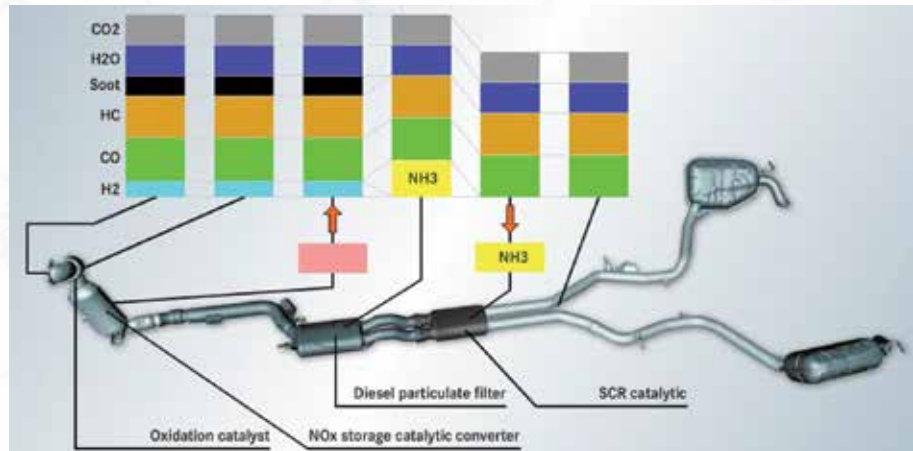 CO2
H2O
Soot
HC
CO
H2
NH3
NH3
Diesel particulate filter
SCR catalytic
Oxidation catalyst
NOx storage catalytic converter